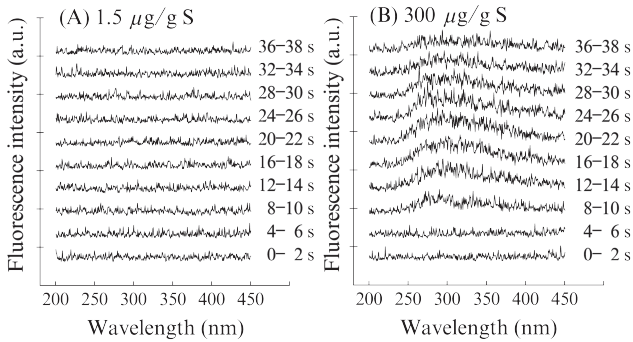 (A) 1.5 µg/g S
Fluorescence intensity (a.u.)
36–38 s
32–34 s
28–30 s
24–26 s
20–22 s
16–18 s
12–14 s
8–10 s
4– 6 s
0– 2 s
200 250 300 350 400 450
Wavelength (nm)
(B) 300 µg/g S
Fluorescence intensity (a.u.)
36–38 s
32–34 s
28–30 s
24–26 s
20–22 s
16–18 s
12–14 s
8–10 s
4– 6 s
0– 2 s
200 250 300 350 400 450
Wavelength (nm)